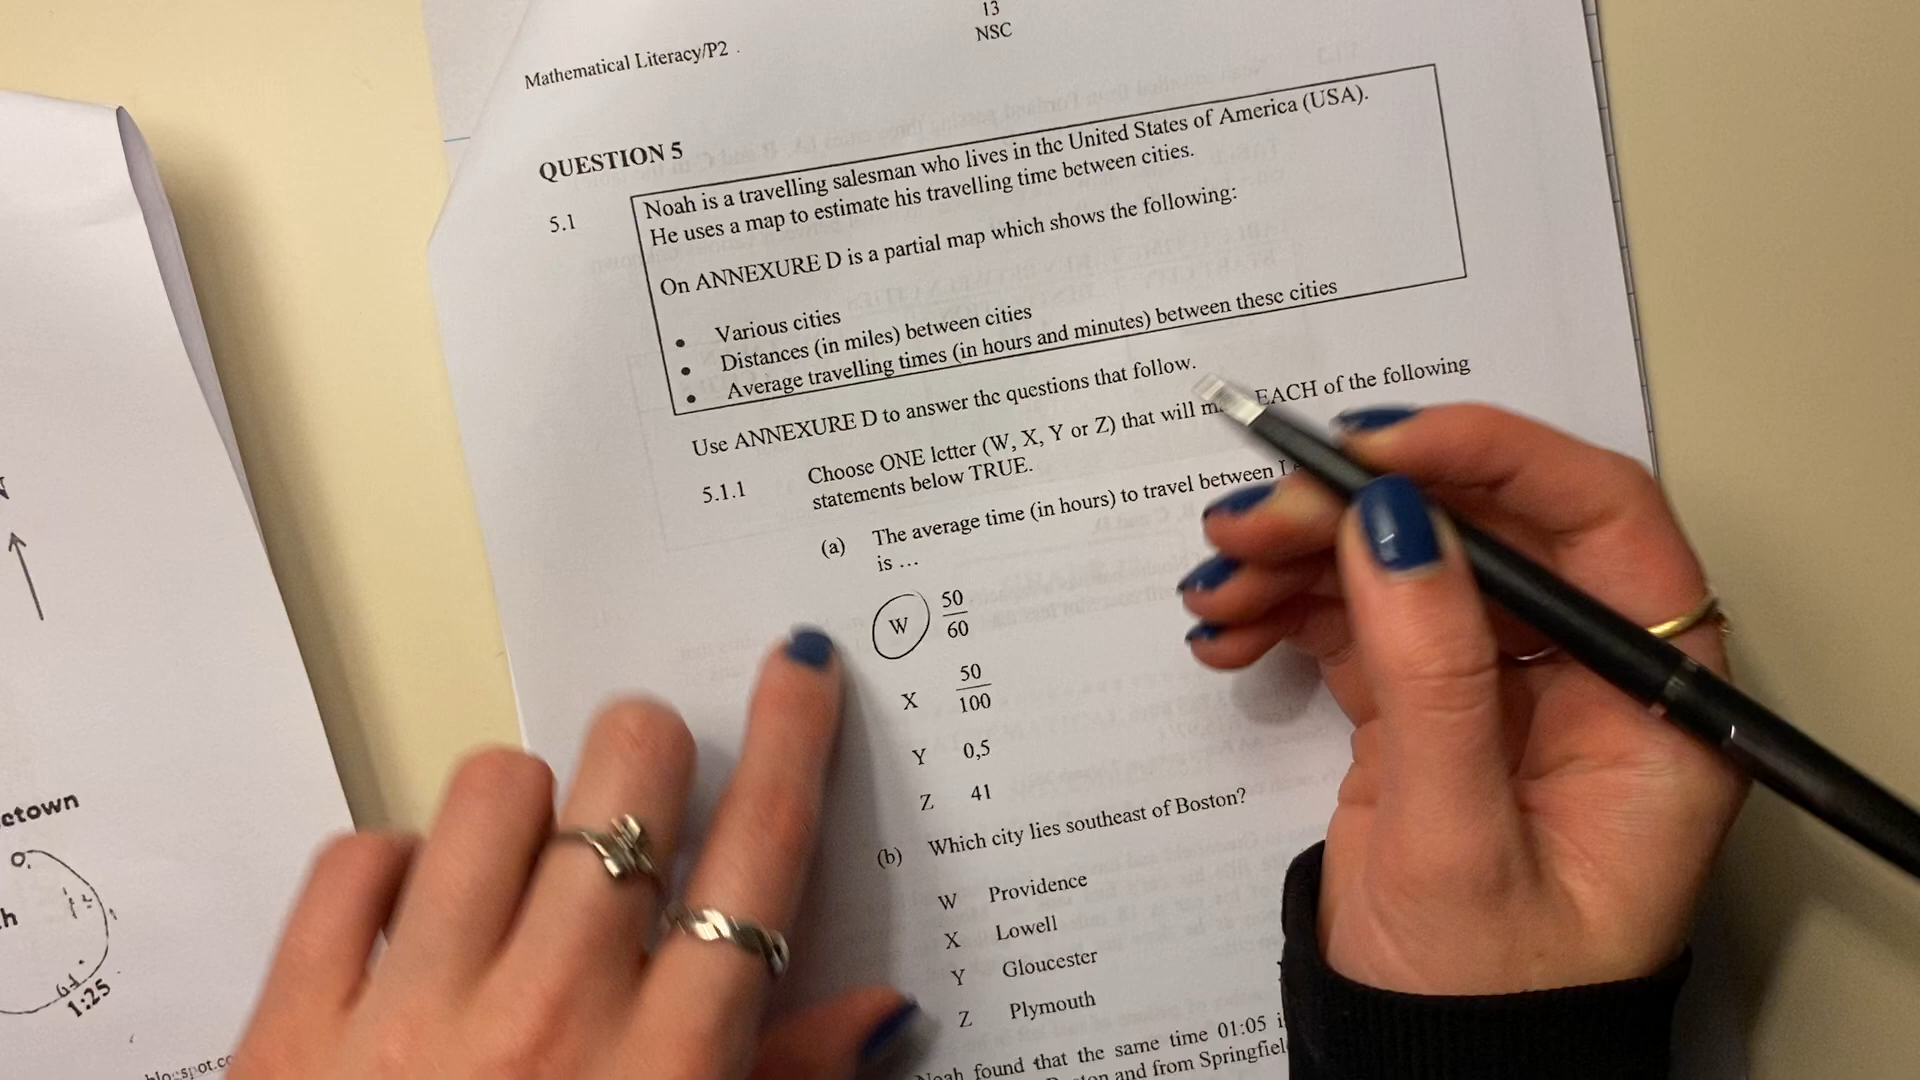 13
NSC
Mathematical Literacy/P2
QUESTION 5
5.1
Noah is a travelling salesman who lives in the United States of America (USA).
He uses a map to estimate his travelling time between cities.
On ANNEXURE D is a partial map which shows the following:
• Various cities
• Distances (in miles) between cities
• Average travelling times (in hours and minutes) between these cities
Use ANNEXURE D to answer the questions that follow.
5.1.1 Choose ONE letter (W, X, Y or Z) that will EACH of the following
statements below TRUE.
(a) The average time (in hours) to travel between
is ...
W 50/60
X 50/100
Y 0,5
Z 41
(b) Which city lies southeast of Boston?
W Providence
X Lowell
Y Gloucester
Z Plymouth
found that the same time 01:05
and from
1:25